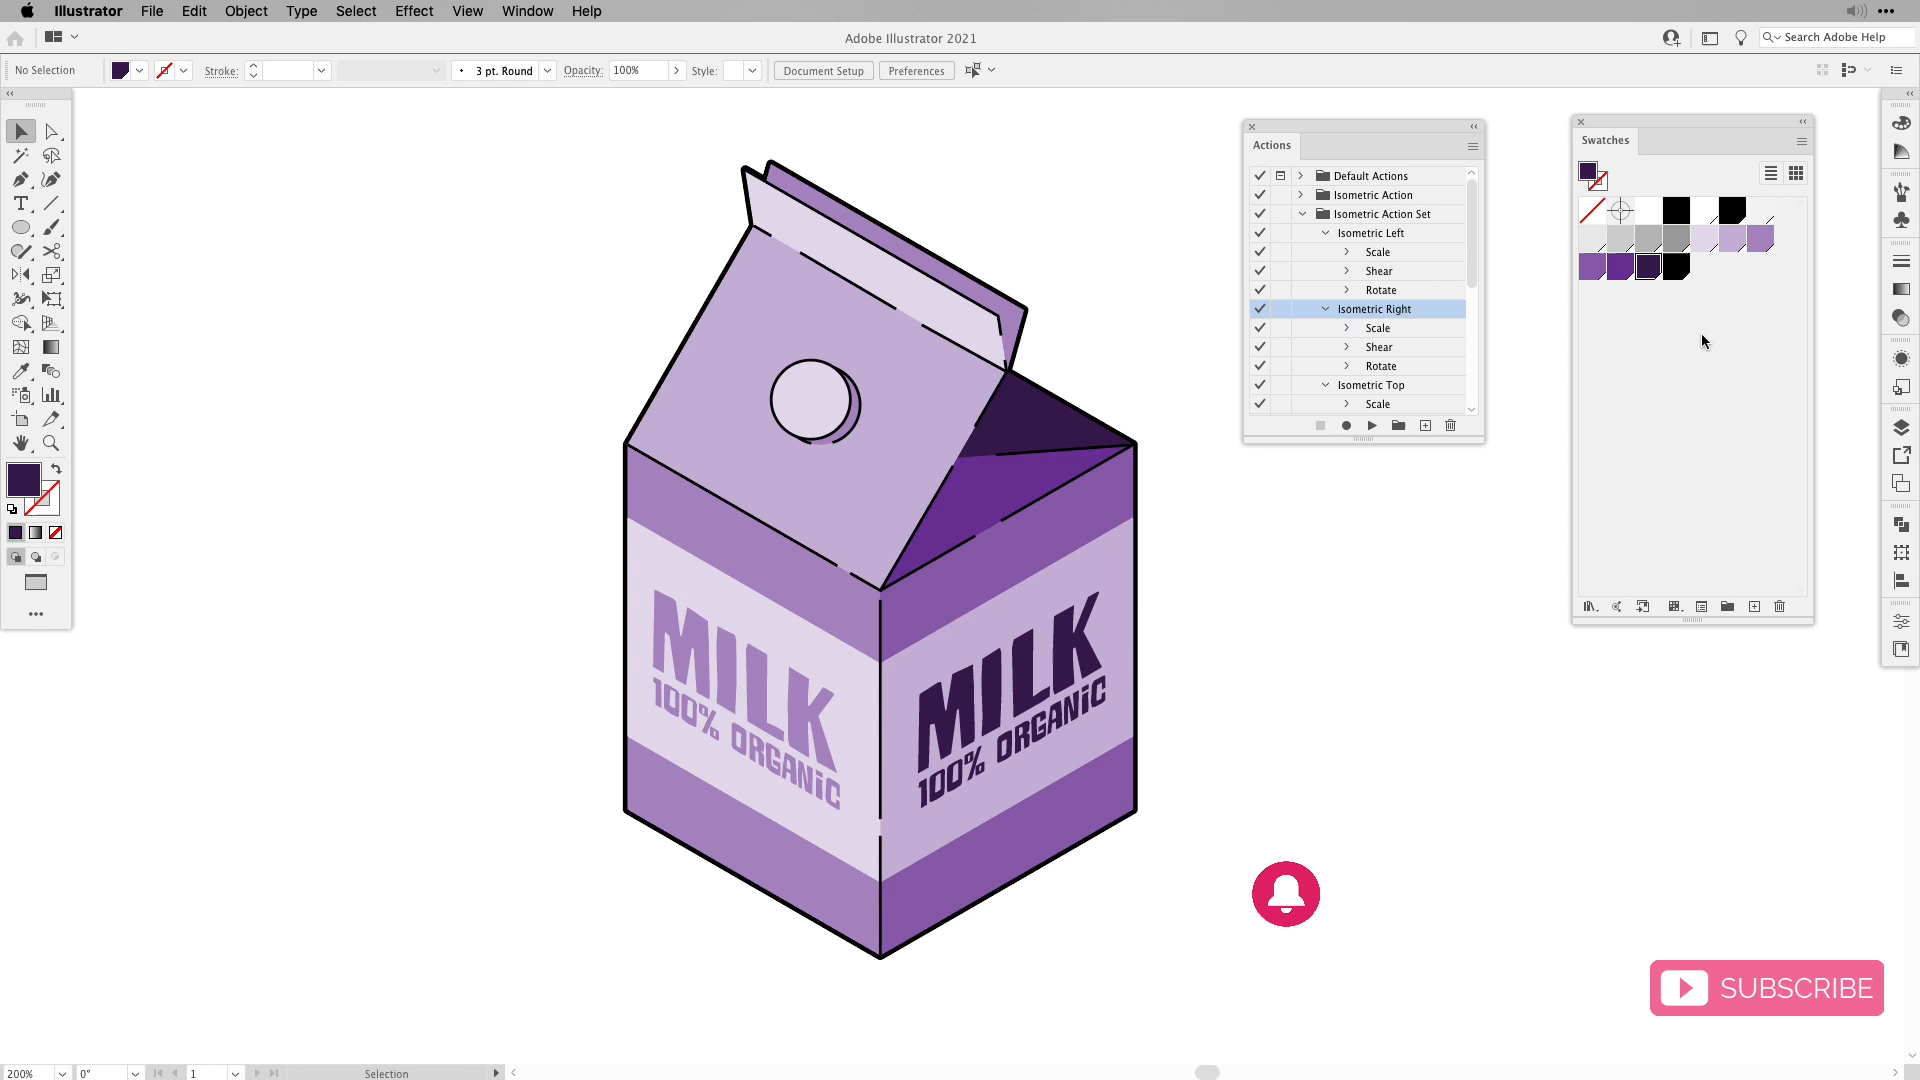 Illustrator File Edit Object Type Select Effect View Window Help
Adobe Illustrator 2021
Search Adobe Help
No Selection
Stroke:
3 pt. Round
Opacity: 100%
Style:
Document Setup
Preferences
Actions
Default Actions
Isometric Action
Isometric Action Set
Isometric Left
Scale
Shear
Rotate
Isometric Right
Scale
Shear
Rotate
Isometric Top
Scale
Swatches
MILK
100% ORGANiC
MILK
100% ORGANiC
SUBSCRIBE
200%
0°
1
Selection